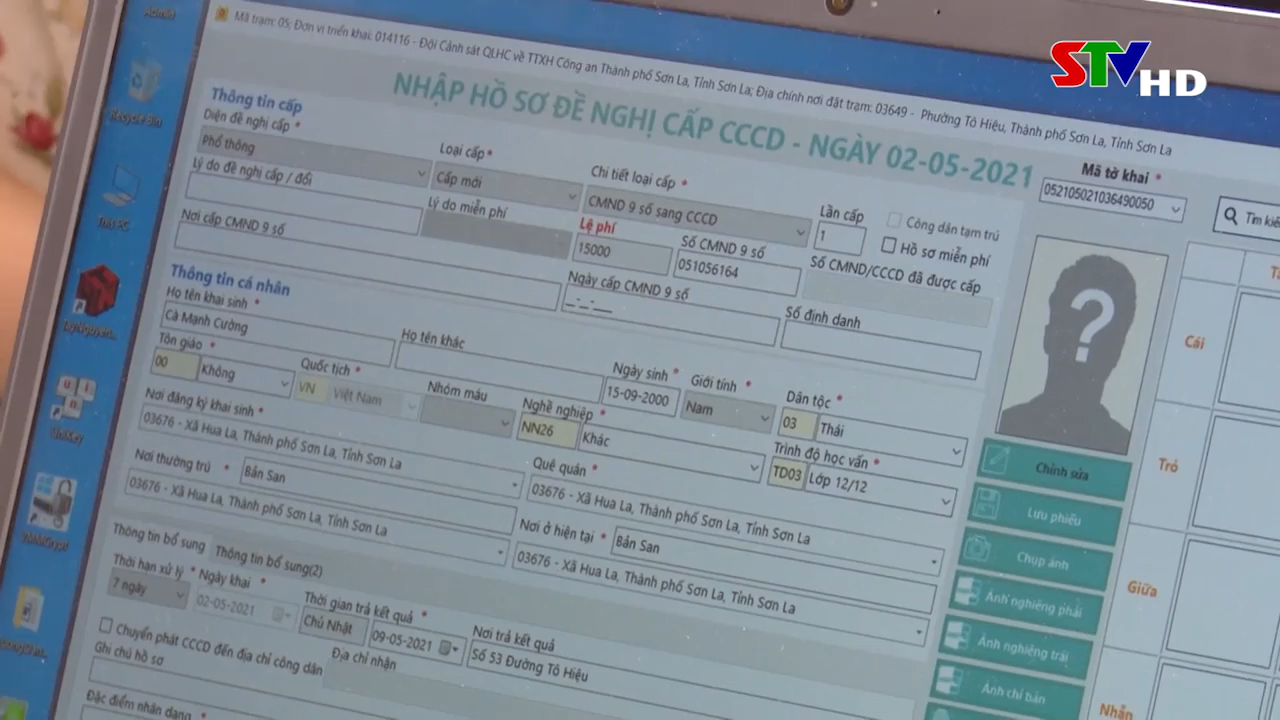 Admin
STV HD
Mã trạm: 05; Đơn vị triển khai: 014116 - Đội Cảnh sát QLHC về TTXH Công an Thành phố Sơn La, Tỉnh Sơn La; Địa chính nơi đặt trạm: 03649 - Phường Tô Hiệu, Thành phố Sơn La, Tỉnh Sơn La
NHẬP HỒ SƠ ĐỀ NGHỊ CẤP CCCD - NGÀY 02-05-2021
Recycle Bin
This PC
UniKey
Thông tin cấp
Diện đề nghị cấp * Loại cấp * Chi tiết loại cấp * Lần cấp
Phổ thông Cấp mới CMND 9 số sang CCCD 1 Công dân tạm trú
Hồ sơ miễn phí
Lý do đề nghị cấp / đổi Lý do miễn phí Lệ phí Số CMND 9 số Số CMND/CCCD đã được cấp
15000 051056164
Nơi cấp CMND 9 số Ngày cấp CMND 9 số Số định danh
_-_-__
Mã tờ khai *
052105021036490050
Thông tin cá nhân
Họ tên khai sinh * Họ tên khác Ngày sinh * Giới tính * Dân tộc *
Cà Mạnh Cường 15-09-2000 Nam 03 Thái
Tôn giáo * Quốc tịch * Nhóm máu Nghề nghiệp * Trình độ học vấn *
00 Không VN Việt Nam NN26 Khác TD03 Lớp 12/12
Nơi đăng ký khai sinh * Quê quán *
03676 - Xã Hua La, Thành phố Sơn La, Tỉnh Sơn La 03676 - Xã Hua La, Thành phố Sơn La, Tỉnh Sơn La
Nơi thường trú * Bản San Nơi ở hiện tại * Bản San
03676 - Xã Hua La, Thành phố Sơn La, Tỉnh Sơn La 03676 - Xã Hua La, Thành phố Sơn La, Tỉnh Sơn La
Thông tin bổ sung Thông tin bổ sung(2)
Thời hạn xử lý * Ngày khai * Thời gian trả kết quả * Nơi trả kết quả
7 ngày 02-05-2021 Chủ Nhật 09-05-2021 Số 53 Đường Tô Hiệu
Chuyển phát CCCD đến địa chỉ công dân Địa chỉ nhận
Ghi chú hồ sơ
Đặc điểm nhân dạng *
Chỉnh sửa
Lưu phiếu
Chụp ảnh
Ảnh nghiêng phải
Ảnh nghiêng trái
Ảnh chỉ bản
Cái
Trỏ
Giữa
Nhẫn